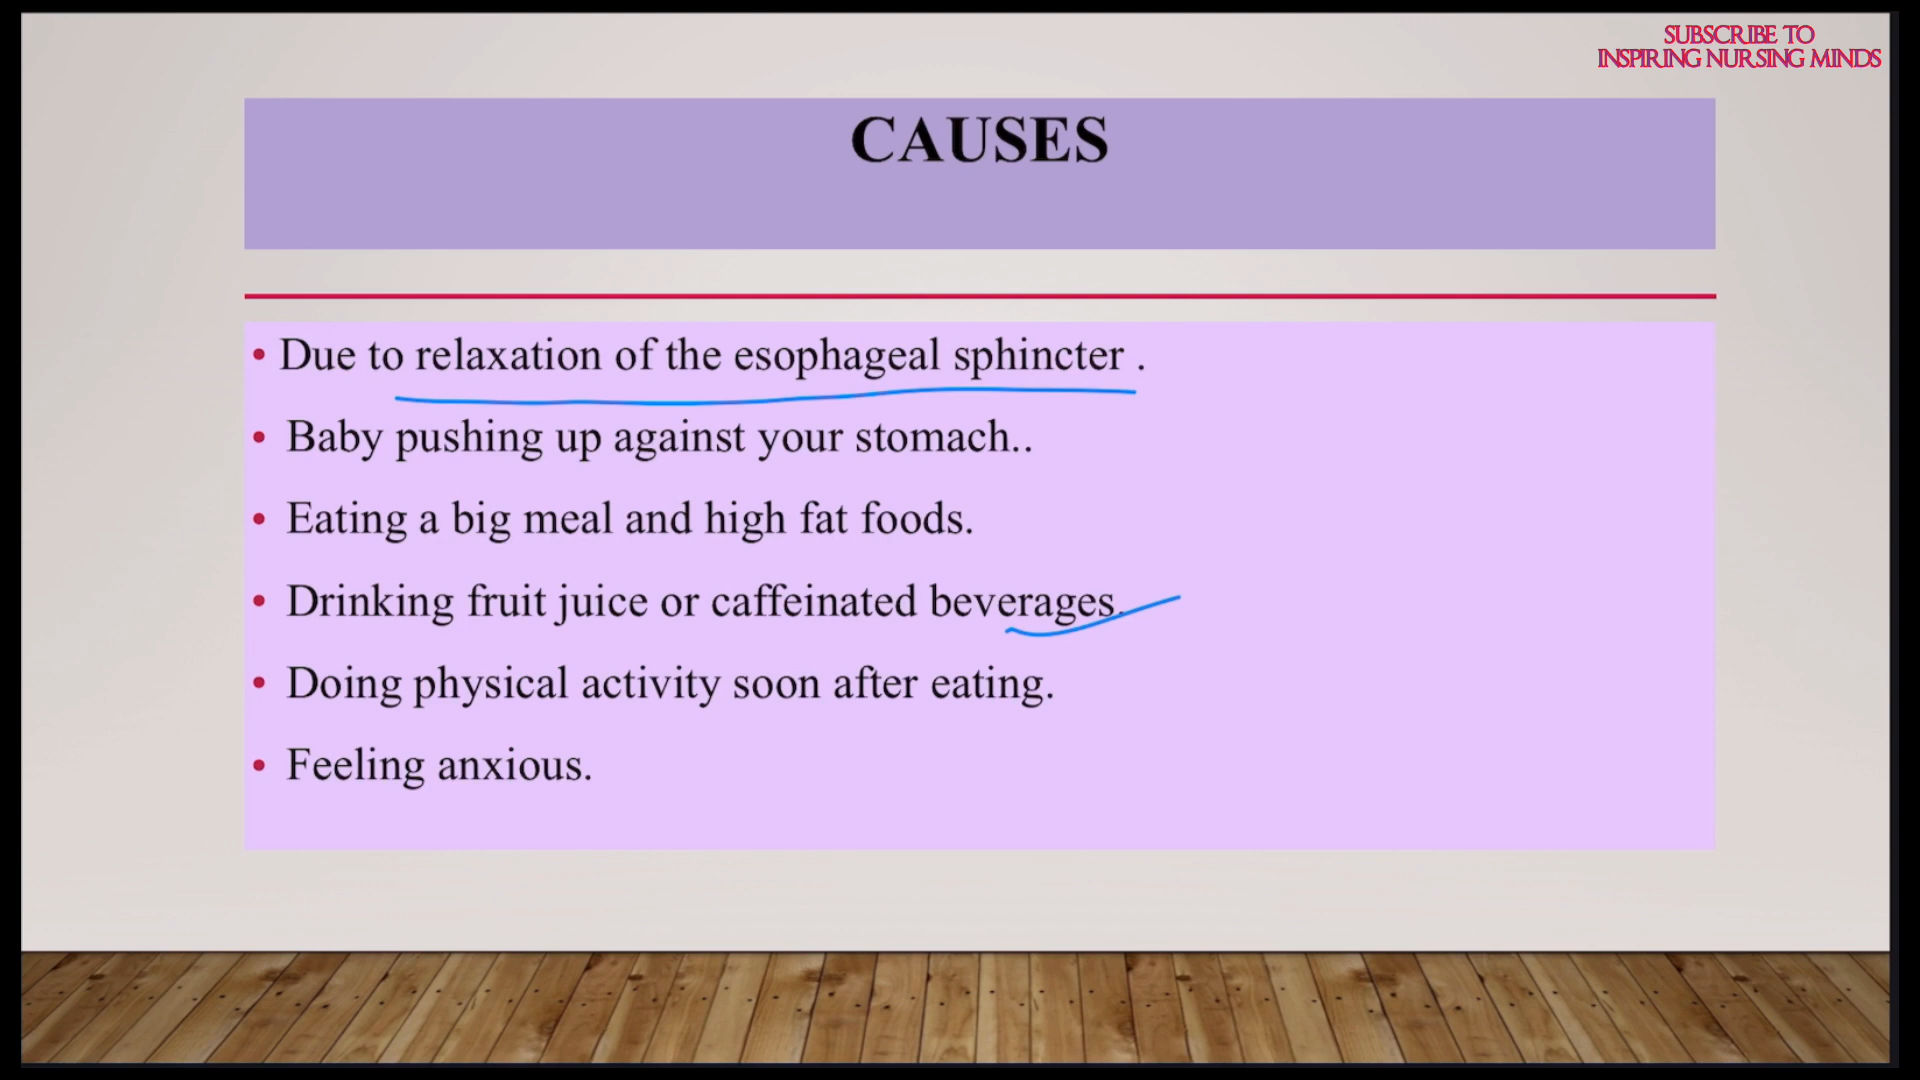 SUBSCRIBE TO
INSPIRING NURSING MINDS
CAUSES
• Due to relaxation of the esophageal sphincter .
• Baby pushing up against your stomach..
• Eating a big meal and high fat foods.
• Drinking fruit juice or caffeinated beverages.
• Doing physical activity soon after eating.
• Feeling anxious.